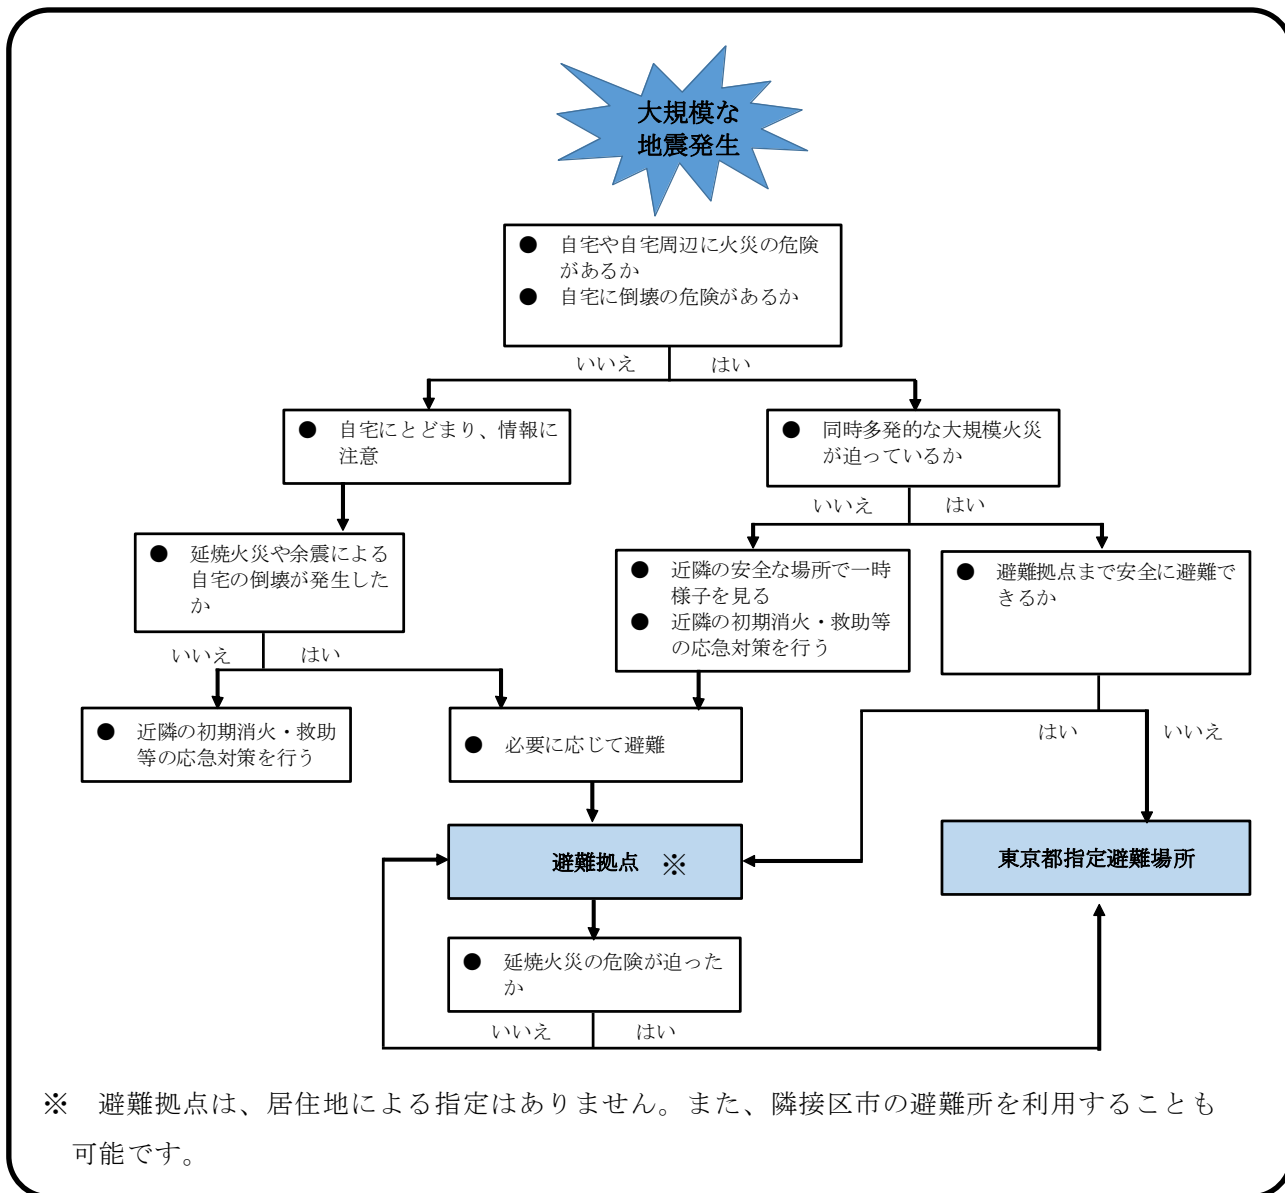 大規模な
地震発生
● 自宅や自宅周辺に火災の危険
があるか
● 自宅に倒壊の危険があるか
いいえ はい
● 自宅にとどまり、情報に
注意
● 同時多発的な大規模火災
が迫っているか
いいえ はい
● 延焼火災や余震による
自宅の倒壊が発生した
か
● 近隣の安全な場所で一時
様子を見る
● 近隣の初期消火・救助等
の応急対策を行う
● 避難拠点まで安全に避難で
きるか
いいえ はい
● 近隣の初期消火・救助
等の応急対策を行う
● 必要に応じて避難
はい いいえ
避難拠点 ※
東京都指定避難場所
● 延焼火災の危険が迫った
か
いいえ はい
※ 避難拠点は、居住地による指定はありません。また、隣接区市の避難所を利用することも
可能です。